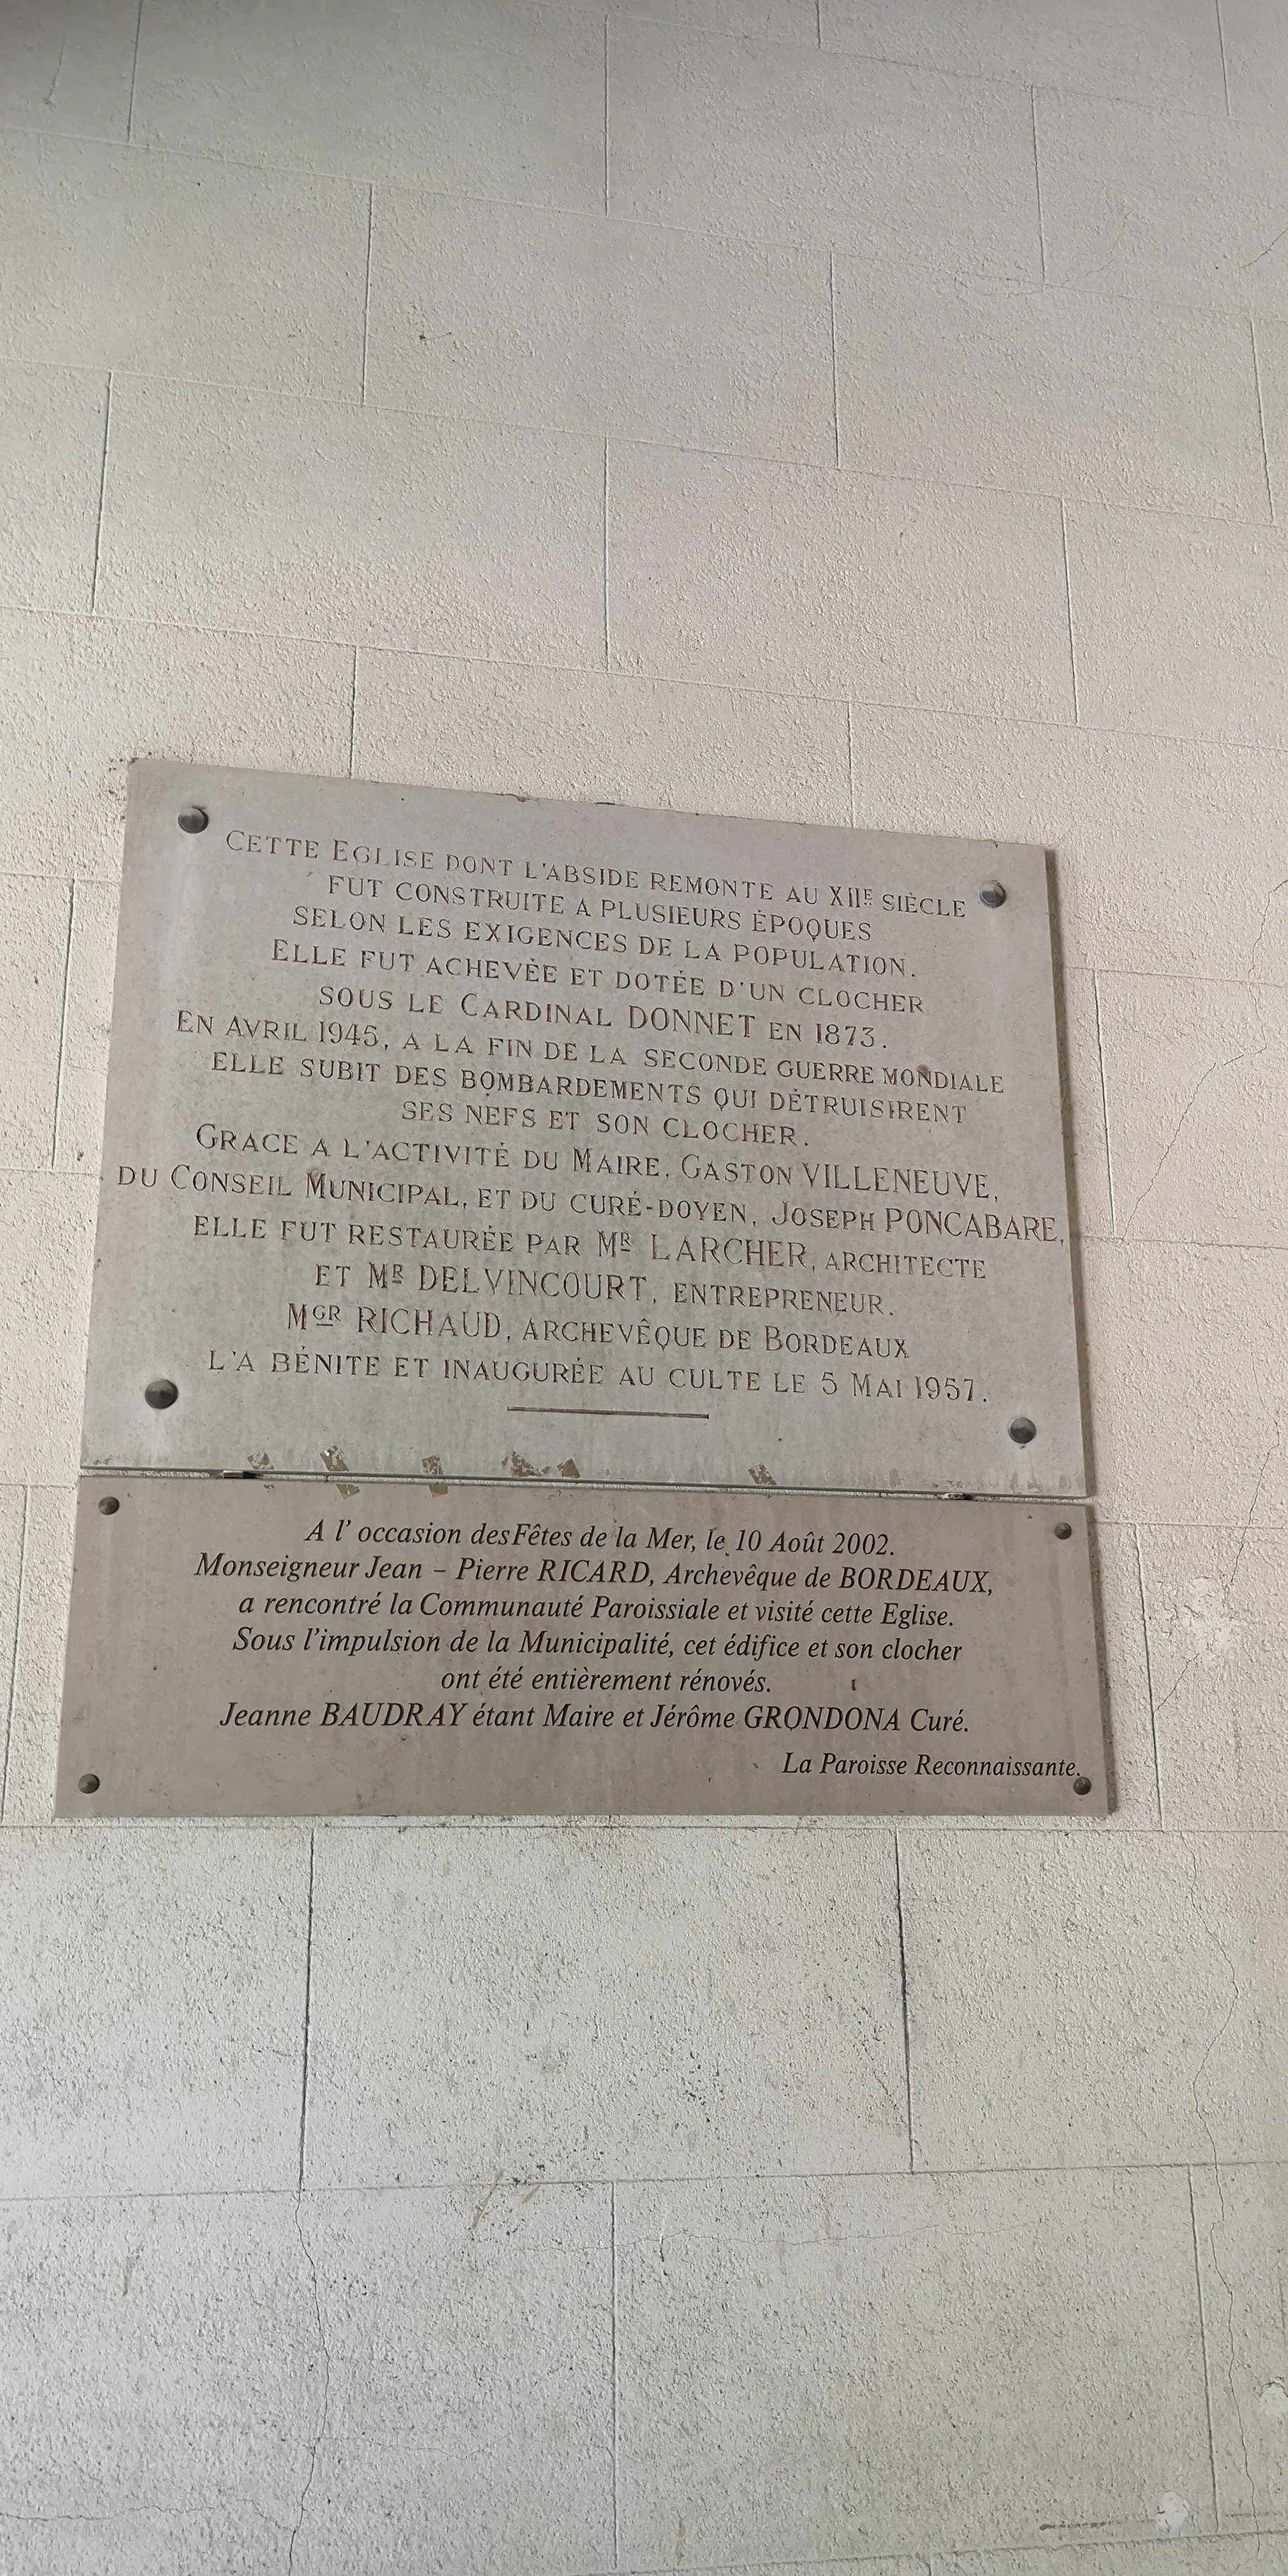 CETTE EGLISE DONT L'ABSIDE REMONTE AU XIIE SIÈCLE
FUT CONSTRUITE A PLUSIEURS ÉPOQUES
SELON LES EXIGENCES DE LA POPULATION.
ELLE FUT ACHEVÉE ET DOTÉE D'UN CLOCHER
SOUS LE CARDINAL DONNET EN 1873.
EN AVRIL 1945, A LA FIN DE LA SECONDE GUERRE MONDIALE
ELLE SUBIT DES BOMBARDEMENTS QUI DÉTRUISIRENT
SES NEFS ET SON CLOCHER.
GRACE A L'ACTIVITÉ DU MAIRE, GASTON VILLENEUVE,
DU CONSEIL MUNICIPAL, ET DU CURÉ-DOYEN, JOSEPH PONCABARE,
ELLE FUT RESTAURÉE PAR MR LARCHER, ARCHITECTE
ET MR DELVINCOURT, ENTREPRENEUR.
MGR RICHAUD, ARCHEVÊQUE DE BORDEAUX
L'A BÉNITE ET INAUGURÉE AU CULTE LE 5 MAI 1957.
A l' occasion des Fêtes de la Mer, le 10 Août 2002.
Monseigneur Jean – Pierre RICARD, Archevêque de BORDEAUX,
a rencontré la Communauté Paroissiale et visité cette Eglise.
Sous l'impulsion de la Municipalité, cet édifice et son clocher
ont été entièrement rénovés.
Jeanne BAUDRAY étant Maire et Jérôme GRONDONA Curé.
La Paroisse Reconnaissante.